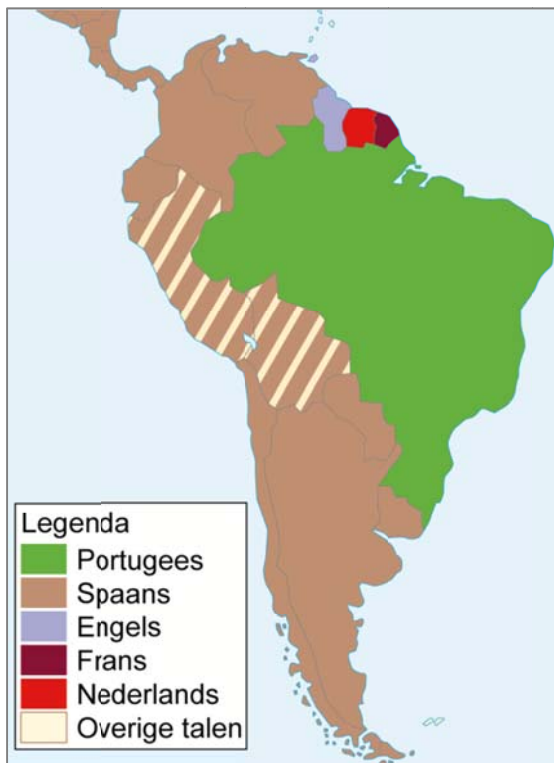 Legenda
Portugees
Spaans
Engels
Frans
Nederlands
Overige talen